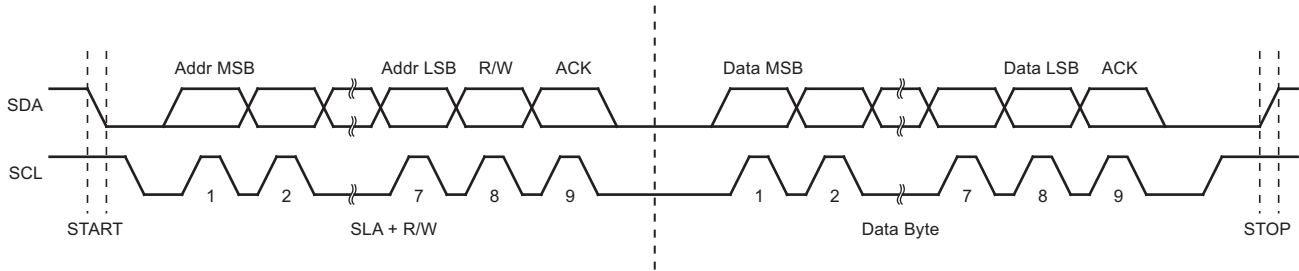 Addr MSB Addr LSB R/W ACK Data MSB Data LSB ACK
SDA
SCL
1 2 7 8 9 1 2 7 8 9
START SLA + R/W Data Byte STOP